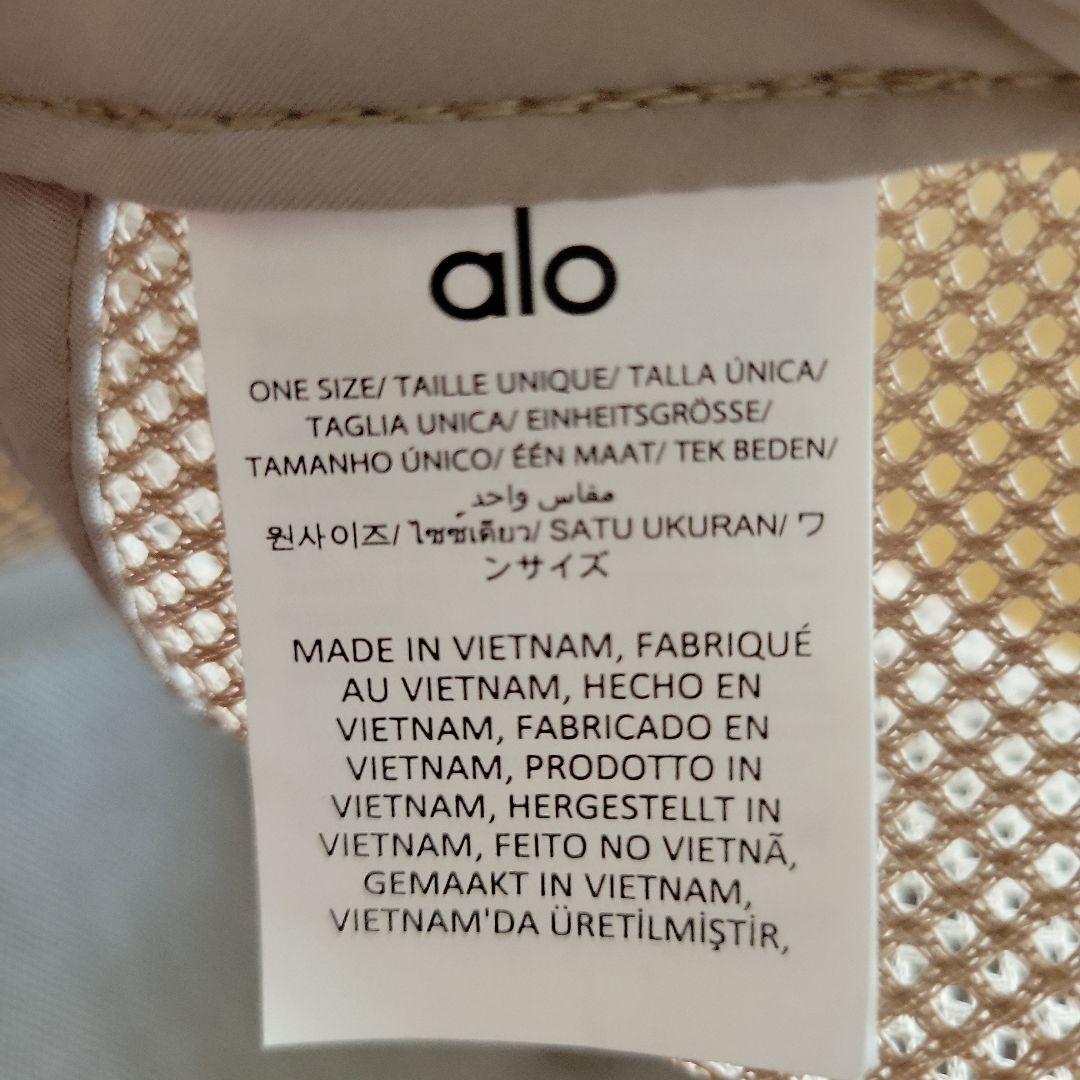 alo
ONE SIZE/ TAILLE UNIQUE/ TALLA ÚNICA/
TAGLIA UNICA/ EINHEITSGRÖSSE/
TAMANHO ÚNICO/ ÉÉN MAAT/ TEK BEDEN/
مقاس واحد
원사이즈/ ไซซ์เดียว/ SATU UKURAN/ ワ
ンサイズ
MADE IN VIETNAM, FABRIQUÉ
AU VIETNAM, HECHO EN
VIETNAM, FABRICADO EN
VIETNAM, PRODOTTO IN
VIETNAM, HERGESTELLT IN
VIETNAM, FEITO NO VIETNÃ,
GEMAAKT IN VIETNAM,
VIETNAM'DA ÜRETİLMİŞTİR,